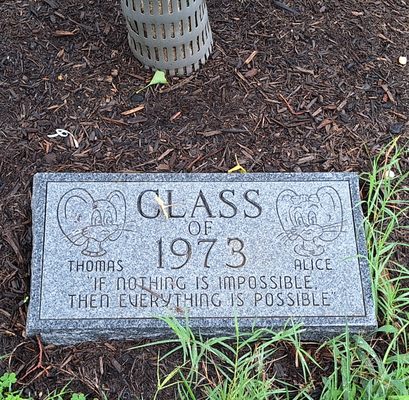 CLASS
OF
1973
THOMAS
ALICE
"IF NOTHING IS IMPOSSIBLE,
THEN EVERYTHING IS POSSIBLE"